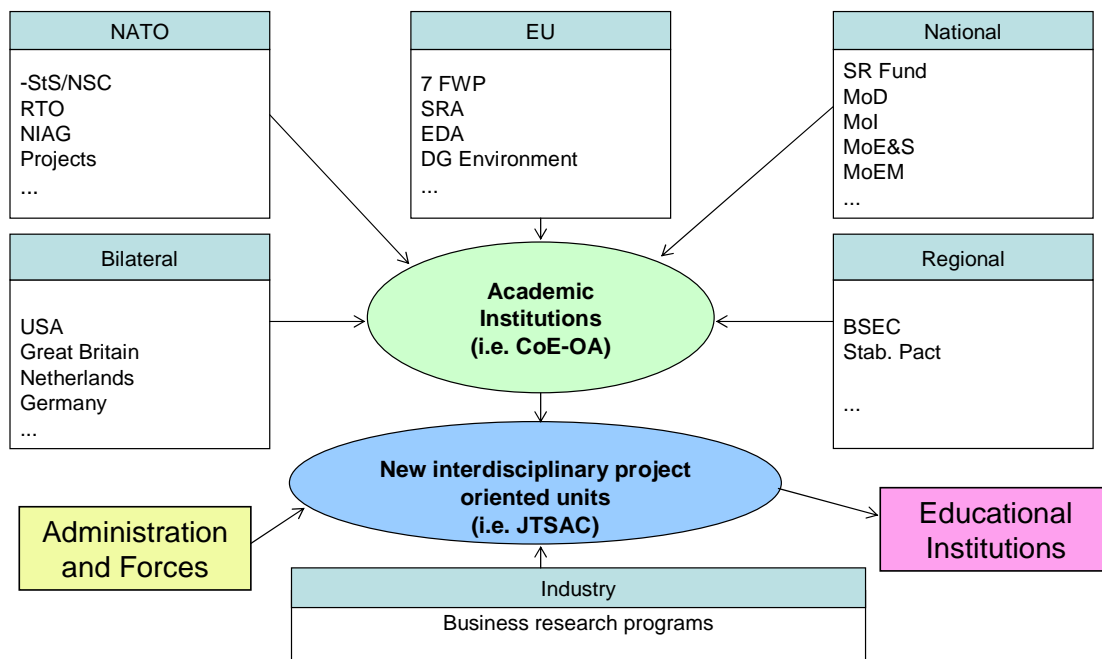 NATO
-StS/NSC
RTO
NIAG
Projects
...
EU
7 FWP
SRA
EDA
DG Environment
...
National
SR Fund
MoD
MoI
MoE&S
MoEM
...
Bilateral
USA
Great Britain
Netherlands
Germany
...
Academic
Institutions
(i.e. CoE-OA)
Regional
BSEC
Stab. Pact
...
New interdisciplinary project
oriented units
(i.e. JTSAC)
Administration
and Forces
Educational
Institutions
Industry
Business research programs